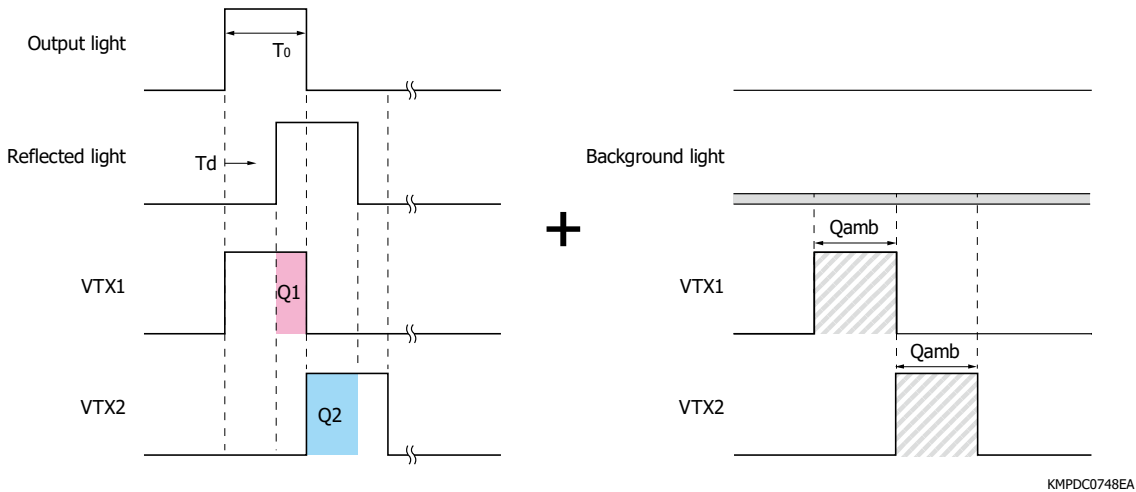 Output light
T0
Reflected light
Td
Background light
+
Qamb
VTX1
Q1
VTX1
Qamb
VTX2
Q2
VTX2
KMPDC0748EA